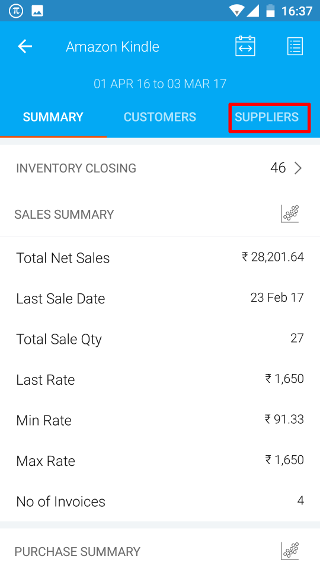 16:37
Amazon Kindle
01 APR 16 to 03 MAR 17
SUMMARY CUSTOMERS SUPPLIERS
INVENTORY CLOSING 46
SALES SUMMARY
Total Net Sales ₹ 28,201.64
Last Sale Date 23 Feb 17
Total Sale Qty 27
Last Rate ₹ 1,650
Min Rate ₹ 91.33
Max Rate ₹ 1,650
No of Invoices 4
PURCHASE SUMMARY